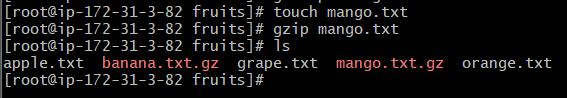 [root@ip-172-31-3-82 fruits]# touch mango.txt
[root@ip-172-31-3-82 fruits]# gzip mango.txt
[root@ip-172-31-3-82 fruits]# ls
apple.txt  banana.txt.gz  grape.txt  mango.txt.gz  orange.txt
[root@ip-172-31-3-82 fruits]#